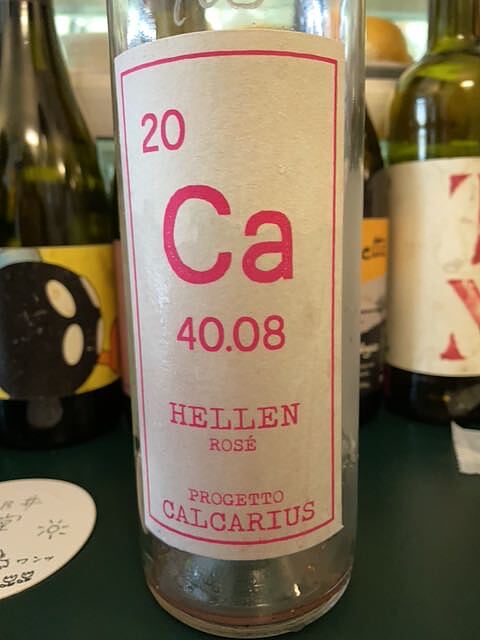 20
Ca
40.08
HELLEN
ROSÉ
PROGETTO
CALCARIUS